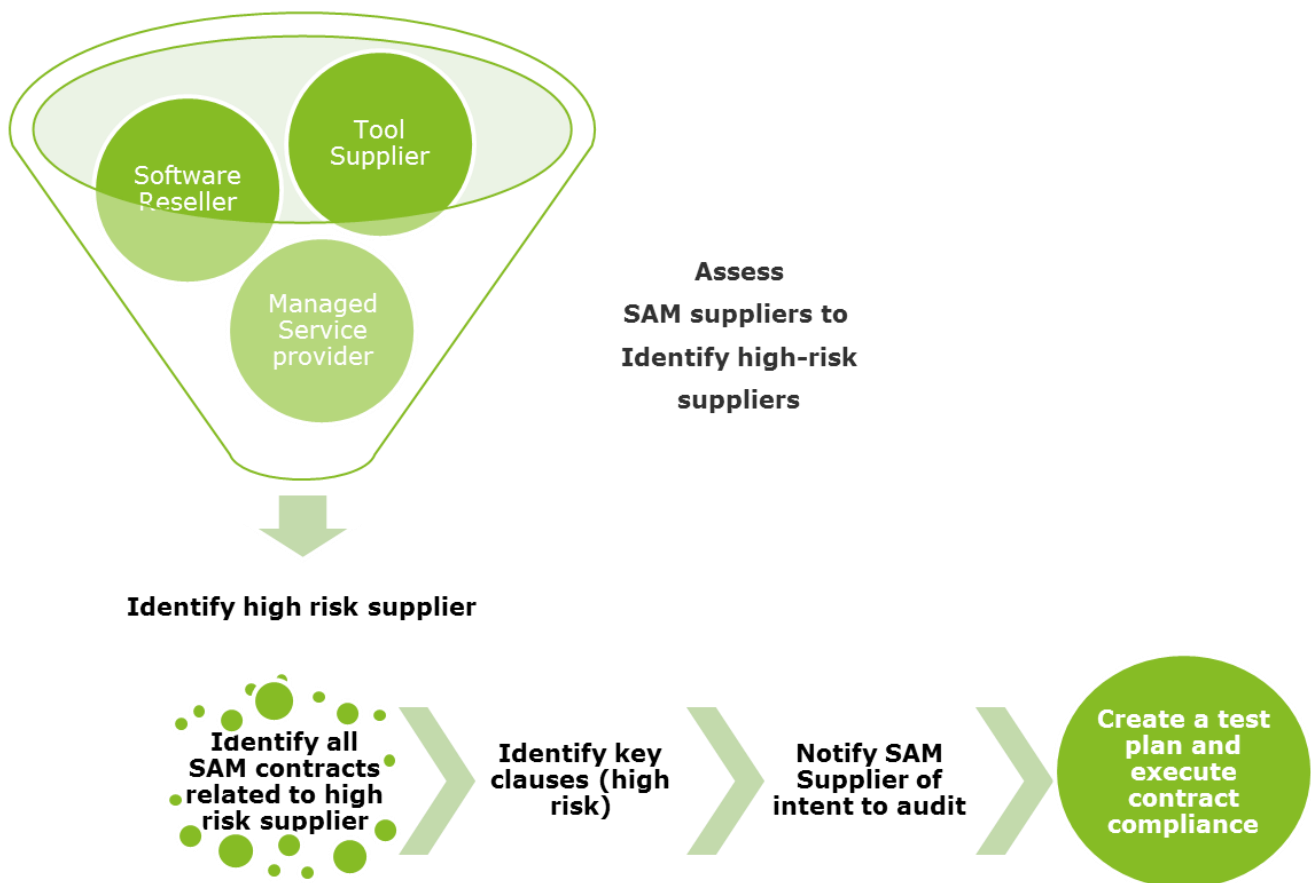 Tool
Supplier
Software
Reseller
Managed
Service
provider
Assess
SAM suppliers to
Identify high-risk
suppliers
Identify high risk supplier
Identify all
SAM contracts
related to high
risk supplier
Identify key
clauses (high
risk)
Notify SAM
Supplier of
intent to audit
Create a test
plan and
execute
contract
compliance